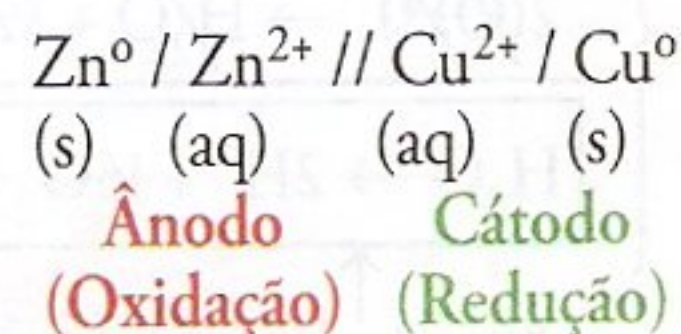 Znº / Zn²⁺ // Cu²⁺ / Cuº
(s) (aq) (aq) (s)
Ânodo Cátodo
(Oxidação) (Redução)